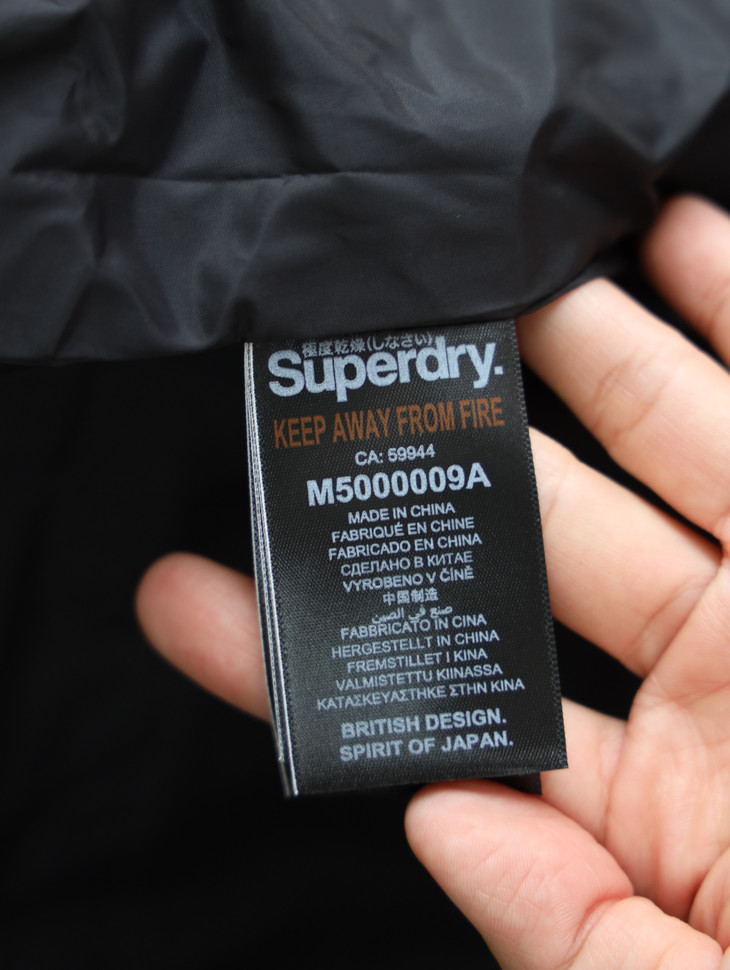 極度乾燥(しなさい)
Superdry.
KEEP AWAY FROM FIRE
CA: 59944
M5000009A
MADE IN CHINA
FABRIQUÉ EN CHINE
FABRICADO EN CHINA
СДЕЛАНО В КИТАЕ
VYROBENO V ČÍNĚ
中国制造
صنع في الصين
FABBRICATO IN CINA
HERGESTELLT IN CHINA
FREMSTILLET I KINA
VALMISTETTU KIINASSA
ΚΑΤΑΣΚΕΥΑΣΤΗΚΕ ΣΤΗΝ ΚΙΝΑ
BRITISH DESIGN.
SPIRIT OF JAPAN.